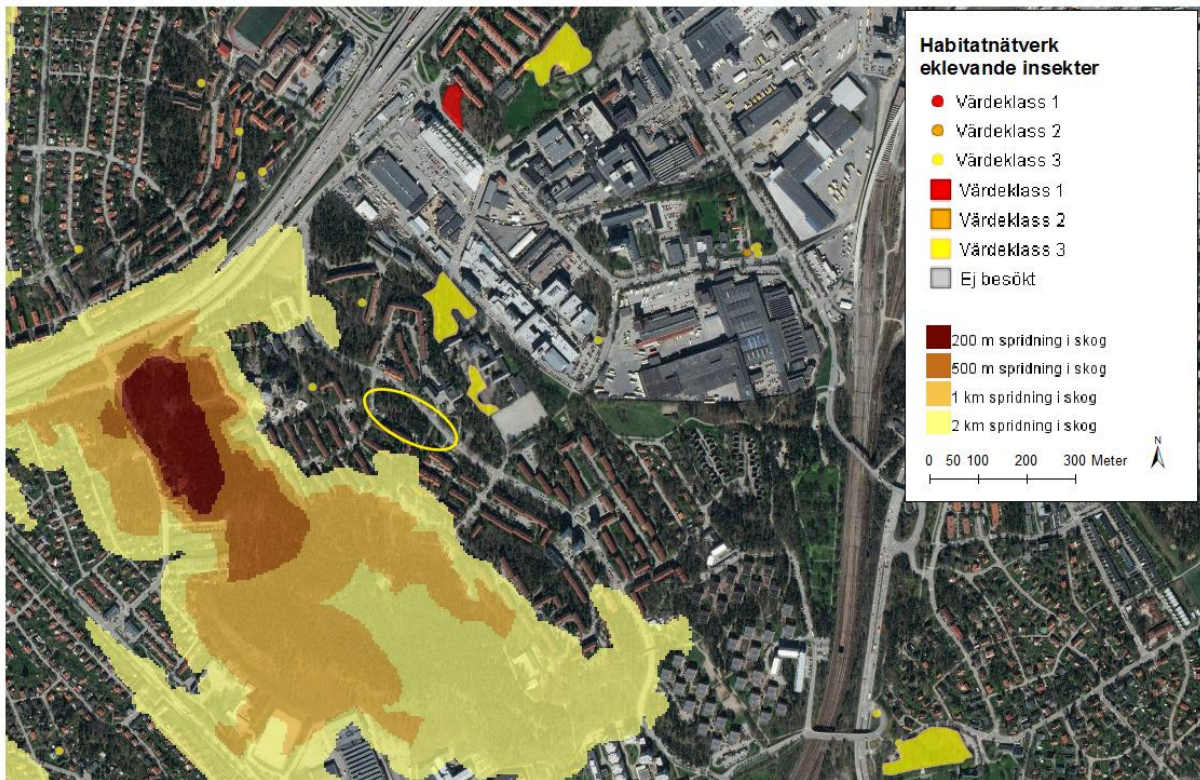 Habitatnätverk
eklevande insekter
Värdeklass 1
Värdeklass 2
Värdeklass 3
Värdeklass 1
Värdeklass 2
Värdeklass 3
Ej besökt
200 m spridning i skog
500 m spridning i skog
1 km spridning i skog
2 km spridning i skog
N
0 50 100 200 300 Meter